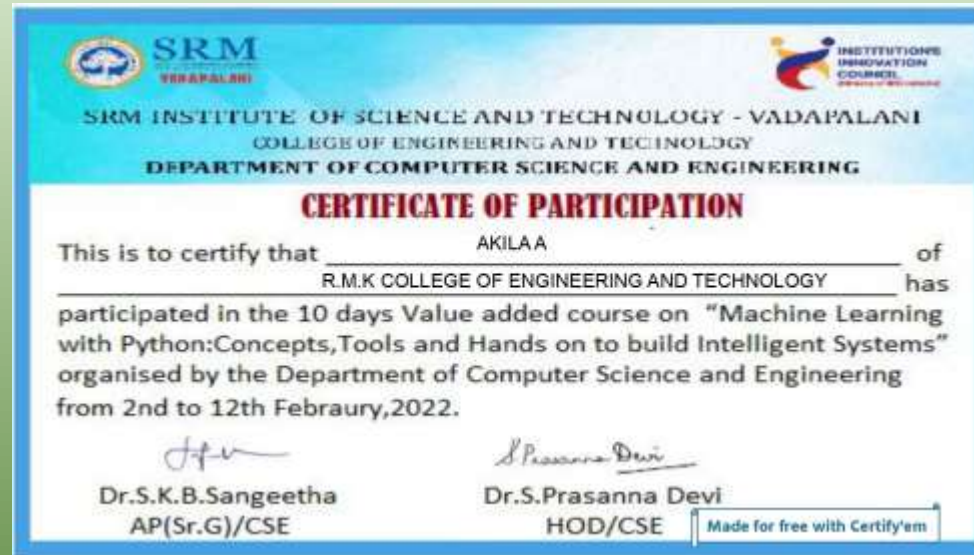 SRM
VADAPALANI
INSTITUTION'S
INNOVATION
COUNCIL
SRM INSTITUTE OF SCIENCE AND TECHNOLOGY - VADAPALANI
COLLEGE OF ENGINEERING AND TECHNOLOGY
DEPARTMENT OF COMPUTER SCIENCE AND ENGINEERING
CERTIFICATE OF PARTICIPATION
This is to certify that AKILA A of
R.M.K COLLEGE OF ENGINEERING AND TECHNOLOGY has
participated in the 10 days Value added course on "Machine Learning
with Python:Concepts,Tools and Hands on to build Intelligent Systems"
organised by the Department of Computer Science and Engineering
from 2nd to 12th Febraury,2022.
S Prasanna Devi
Dr.S.K.B.Sangeetha Dr.S.Prasanna Devi
AP(Sr.G)/CSE HOD/CSE
Made for free with Certify'em